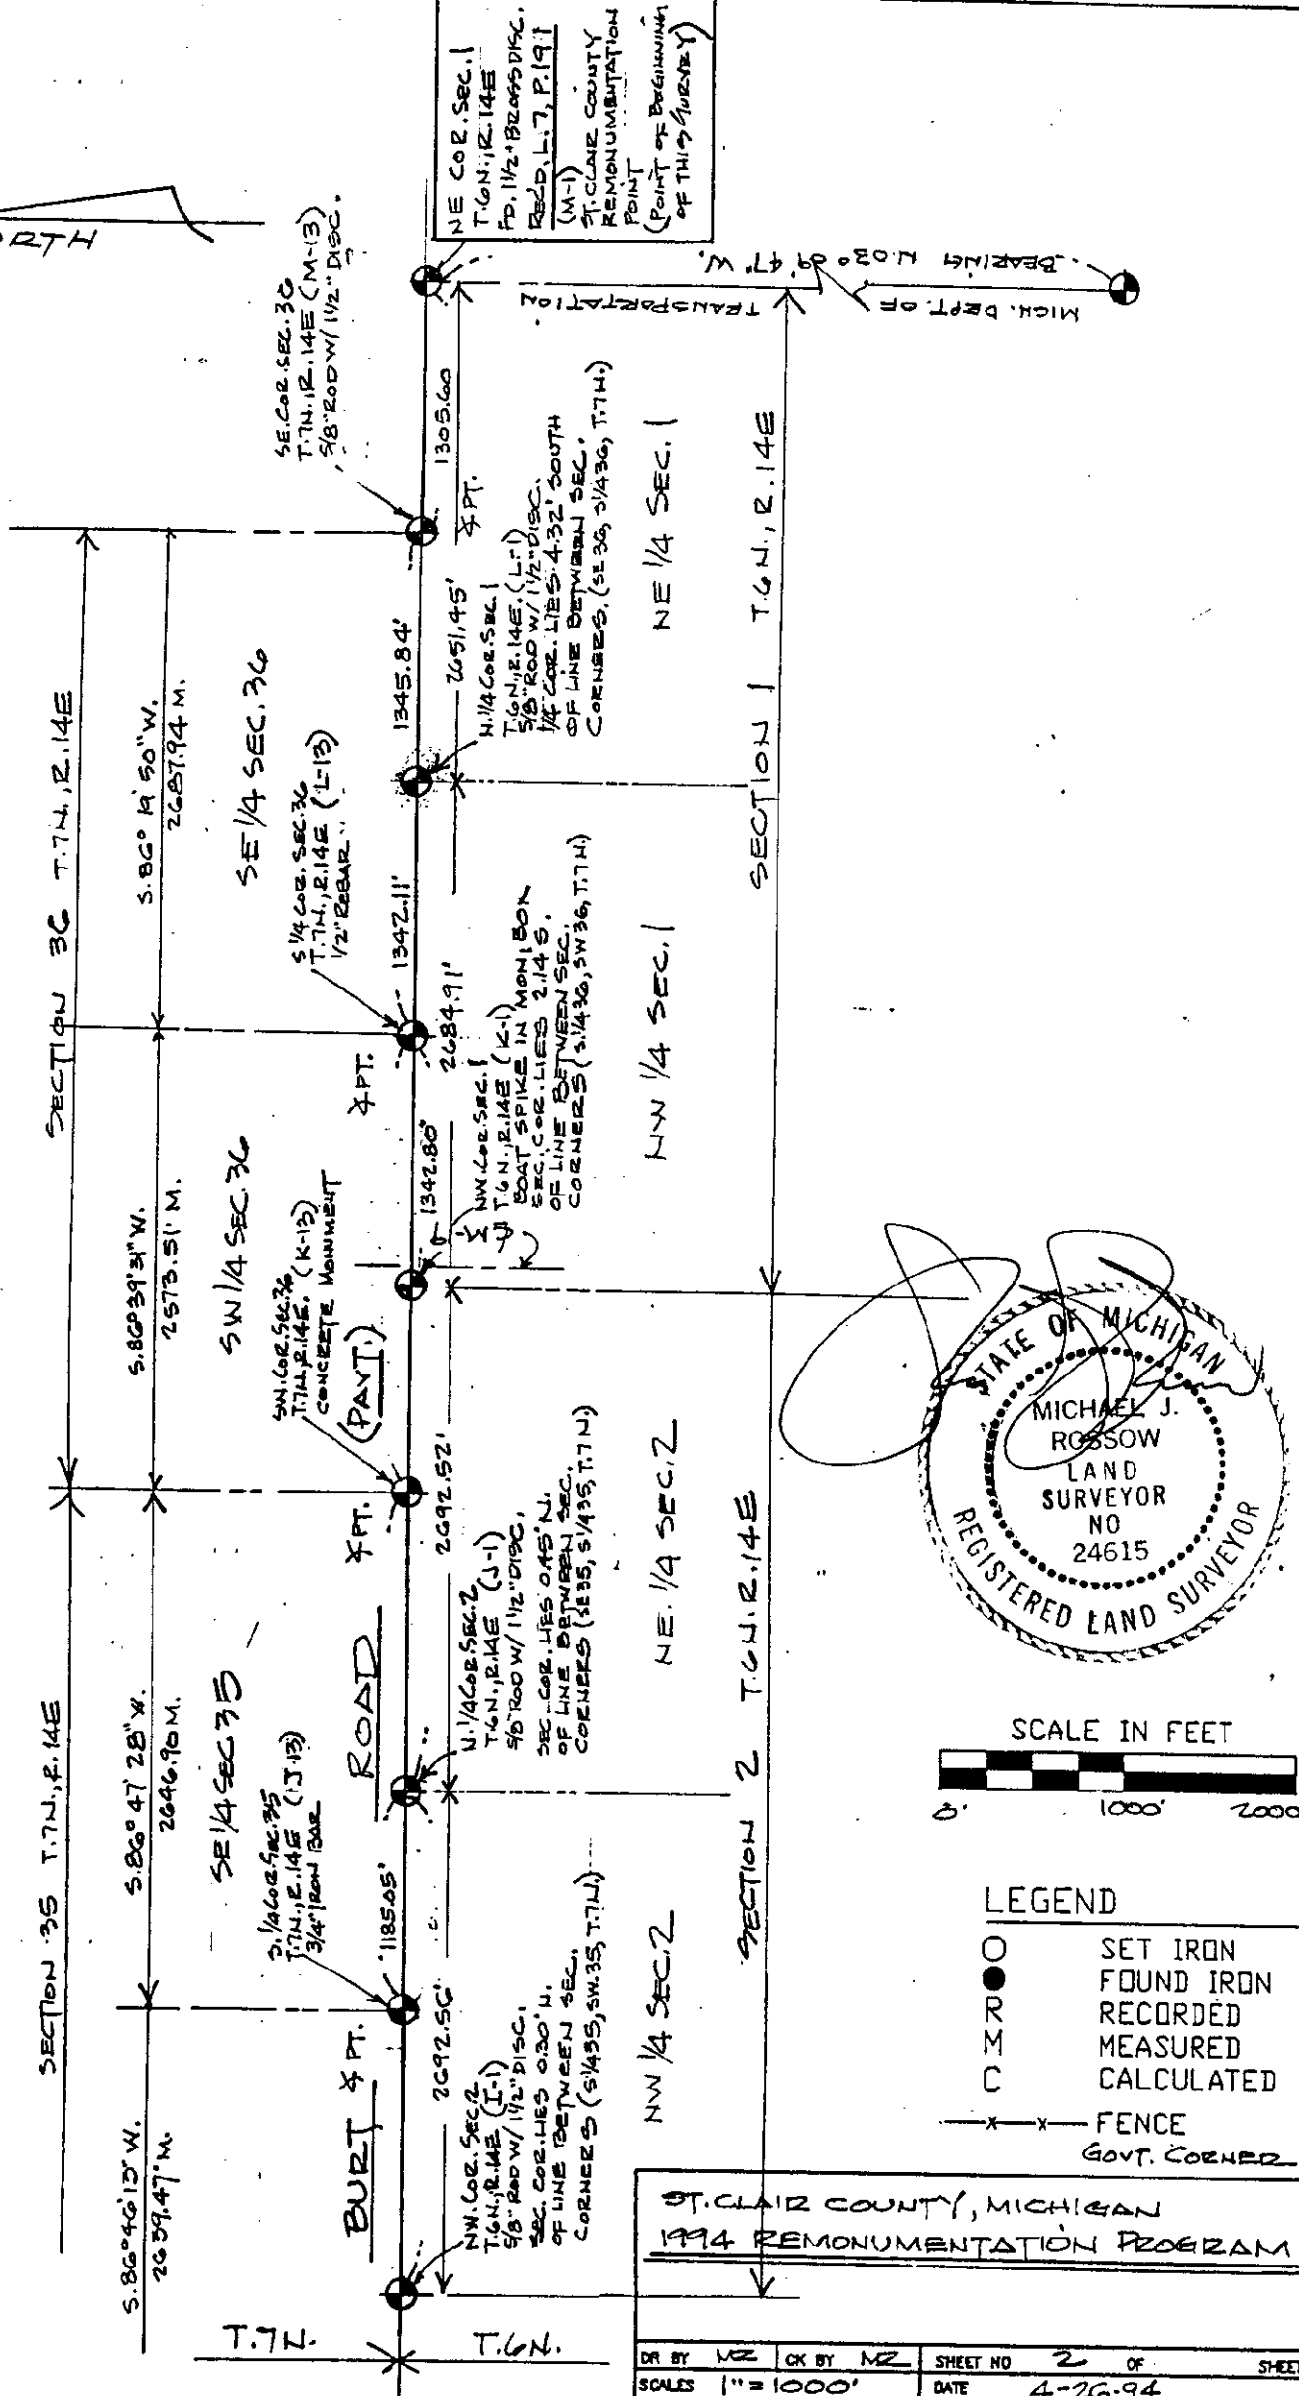 NORTH
NE COR. SEC. 1
T.6N., R.14E
FD. 1 1/2" BRASS DISC.
REC'D. L.7, P.191
(M-1)
ST. CLAIR COUNTY
REMONUMENTATION
POINT
(POINT OF BEGINNING
OF THIS SURVEY)
MICH. DEPT. OF TRANSPORTATION
BEARING N.03° 09' 47" W.
SECTION 35 T.7N., R.14E
SECTION 36 T.7N., R.14E
S.86°46'13" W.
2639.47' M.
S.86°47'28" W.
2646.90 M.
S.86°39'31" W.
2573.51' M.
S.86° 19' 50" W.
2687.94 M.
SE 1/4 SEC 35
SW 1/4 SEC. 36
SE 1/4 SEC. 36
S. 1/4 COR. SEC. 35
T.7N., R.14E (J-13)
3/4" IRON BAR
SW. COR. SEC. 36
T.7N., R.14E. (K-13)
CONCRETE MONUMENT
S 1/4 COR. SEC. 36
T.7N., R.14E (L-13)
1/2" REBAR
SE. COR. SEC. 36
T.7N., R.14E (M-13)
5/8" ROD W/ 1 1/2" DISC.
BURT ROAD (PAVT.)
∡ PT.
∡ PT.
∡ PT.
∡ PT.
1185.05'
1342.80'
1342.11'
1345.84'
1305.60
2692.56'
2692.52'
2684.91'
2651.45'
NW. COR. SEC. 2
T.6N., R.14E (I-1)
5/8" ROD W/ 1 1/2" DISC.
SEC. COR. LIES 0.30' N.
OF LINE BETWEEN SEC.
CORNERS (S 1/4 35, SW. 35, T.7N.)
N. 1/4 COR. SEC. 2
T.6N., R.14E (J-1)
5/8" ROD W/ 1 1/2" DISC.
SEC. COR. LIES 0.45' N.
OF LINE BETWEEN SEC.
CORNERS (SE 35, S 1/4 35, T.7N)
NW. COR. SEC. 1
T.6N., R.14E (K-1)
BOAT SPIKE IN MON. BOX
SEC. COR. LIES 2.14 S.
OF LINE BETWEEN SEC.
CORNERS (S. 1/4 36, SW 36, T.7N.)
N. 1/4 COR. SEC. 1
T.6N., R.14E. (L-1)
5/8" ROD W/ 1 1/2" DISC.
1/4 COR. LIES 4.32' SOUTH
OF LINE BETWEEN SEC.
CORNERS. (SE 36, S 1/4 36, T.7N.)
NW 1/4 SEC. 2
NE. 1/4 SEC. 2
NW 1/4 SEC. 1
NE 1/4 SEC. 1
SECTION 2 T.6N. R.14E
SECTION 1 T.6N., R.14E
T.7N.
T.6N.
STATE OF MICHIGAN
MICHAEL J.
ROSSOW
LAND
SURVEYOR
NO
24615
REGISTERED LAND SURVEYOR
SCALE IN FEET
0' 1000' 2000
LEGEND
SET IRON
FOUND IRON
R RECORDED
M MEASURED
C CALCULATED
x x FENCE
GOVT. CORNER
ST. CLAIR COUNTY, MICHIGAN
1994 REMONUMENTATION PROGRAM
DR BY MZ CK BY MZ SHEET NO 2 OF SHEET
SCALES 1" = 1000' DATE 4-26-94